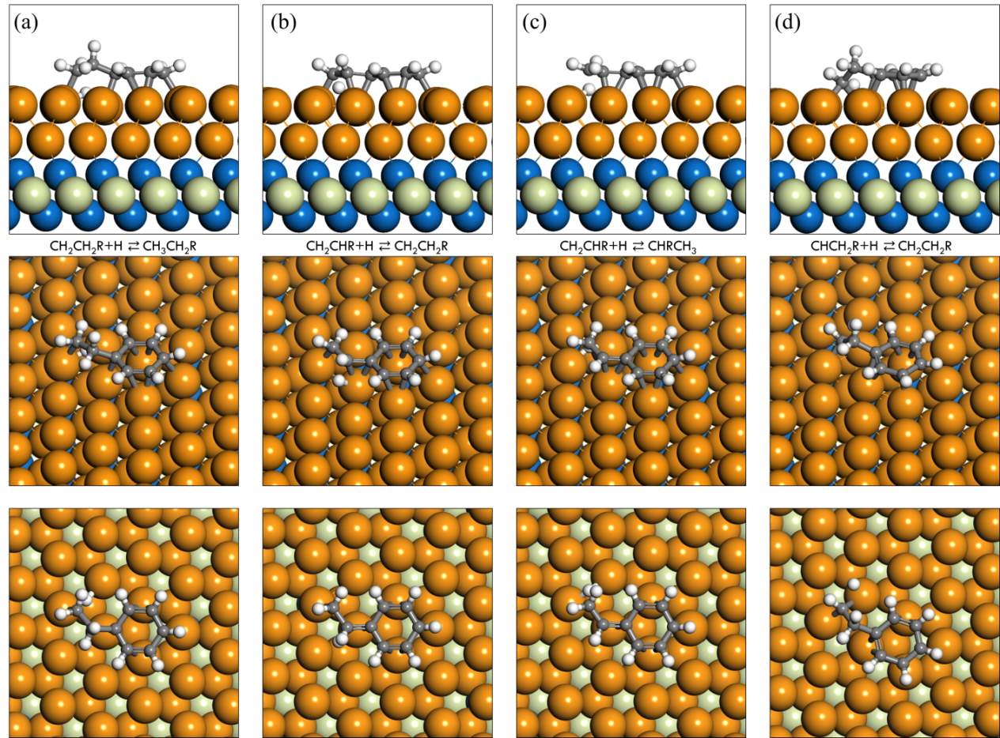 (a)
(b)
(c)
(d)
CH₂CH₂R+H ⇄ CH₃CH₂R
CH₂CHR+H ⇄ CH₂CH₂R
CH₂CHR+H ⇄ CHRCH₃
CHCH₂R+H ⇄ CH₂CH₂R